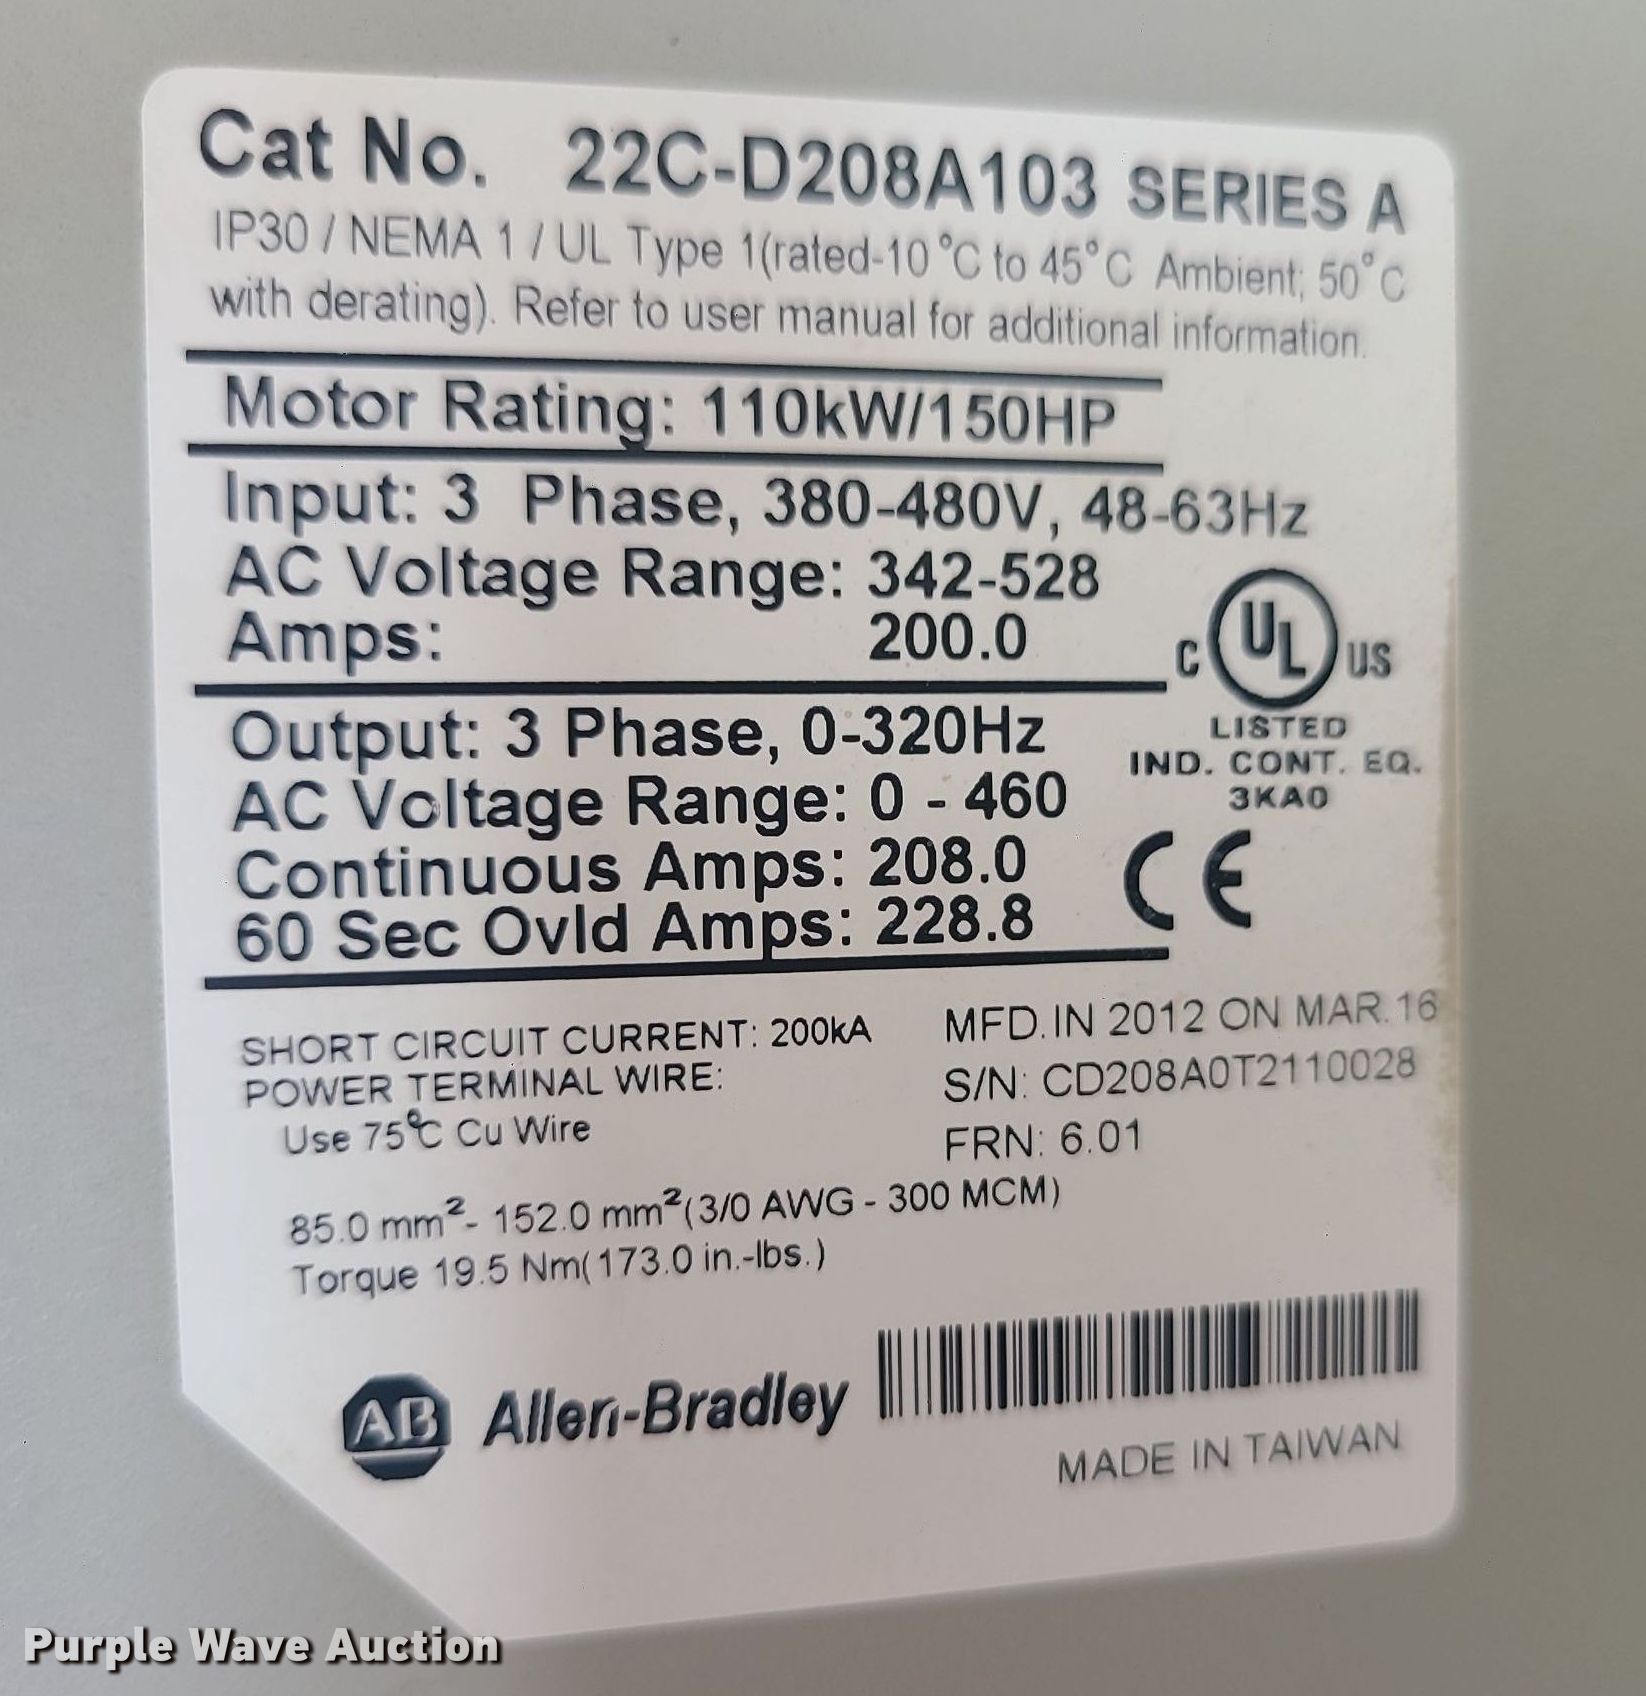 Cat No. 22C-D208A103 SERIES A
IP30 / NEMA 1 / UL Type 1(rated-10°C to 45°C Ambient; 50°C
with derating). Refer to user manual for additional information.
Motor Rating: 110kW/150HP
Input: 3 Phase, 380-480V, 48-63Hz
AC Voltage Range: 342-528
Amps: 200.0
C UL US
LISTED
IND. CONT. EQ.
3KA0
Output: 3 Phase, 0-320Hz
AC Voltage Range: 0 - 460
Continuous Amps: 208.0
60 Sec Ovld Amps: 228.8
CE
SHORT CIRCUIT CURRENT: 200kA
POWER TERMINAL WIRE:
Use 75°C Cu Wire
85.0 mm²- 152.0 mm²(3/0 AWG - 300 MCM)
Torque 19.5 Nm(173.0 in.-lbs.)
MFD.IN 2012 ON MAR.16
S/N: CD208A0T2110028
FRN: 6.01
AB Allen-Bradley
MADE IN TAIWAN
Purple Wave Auction